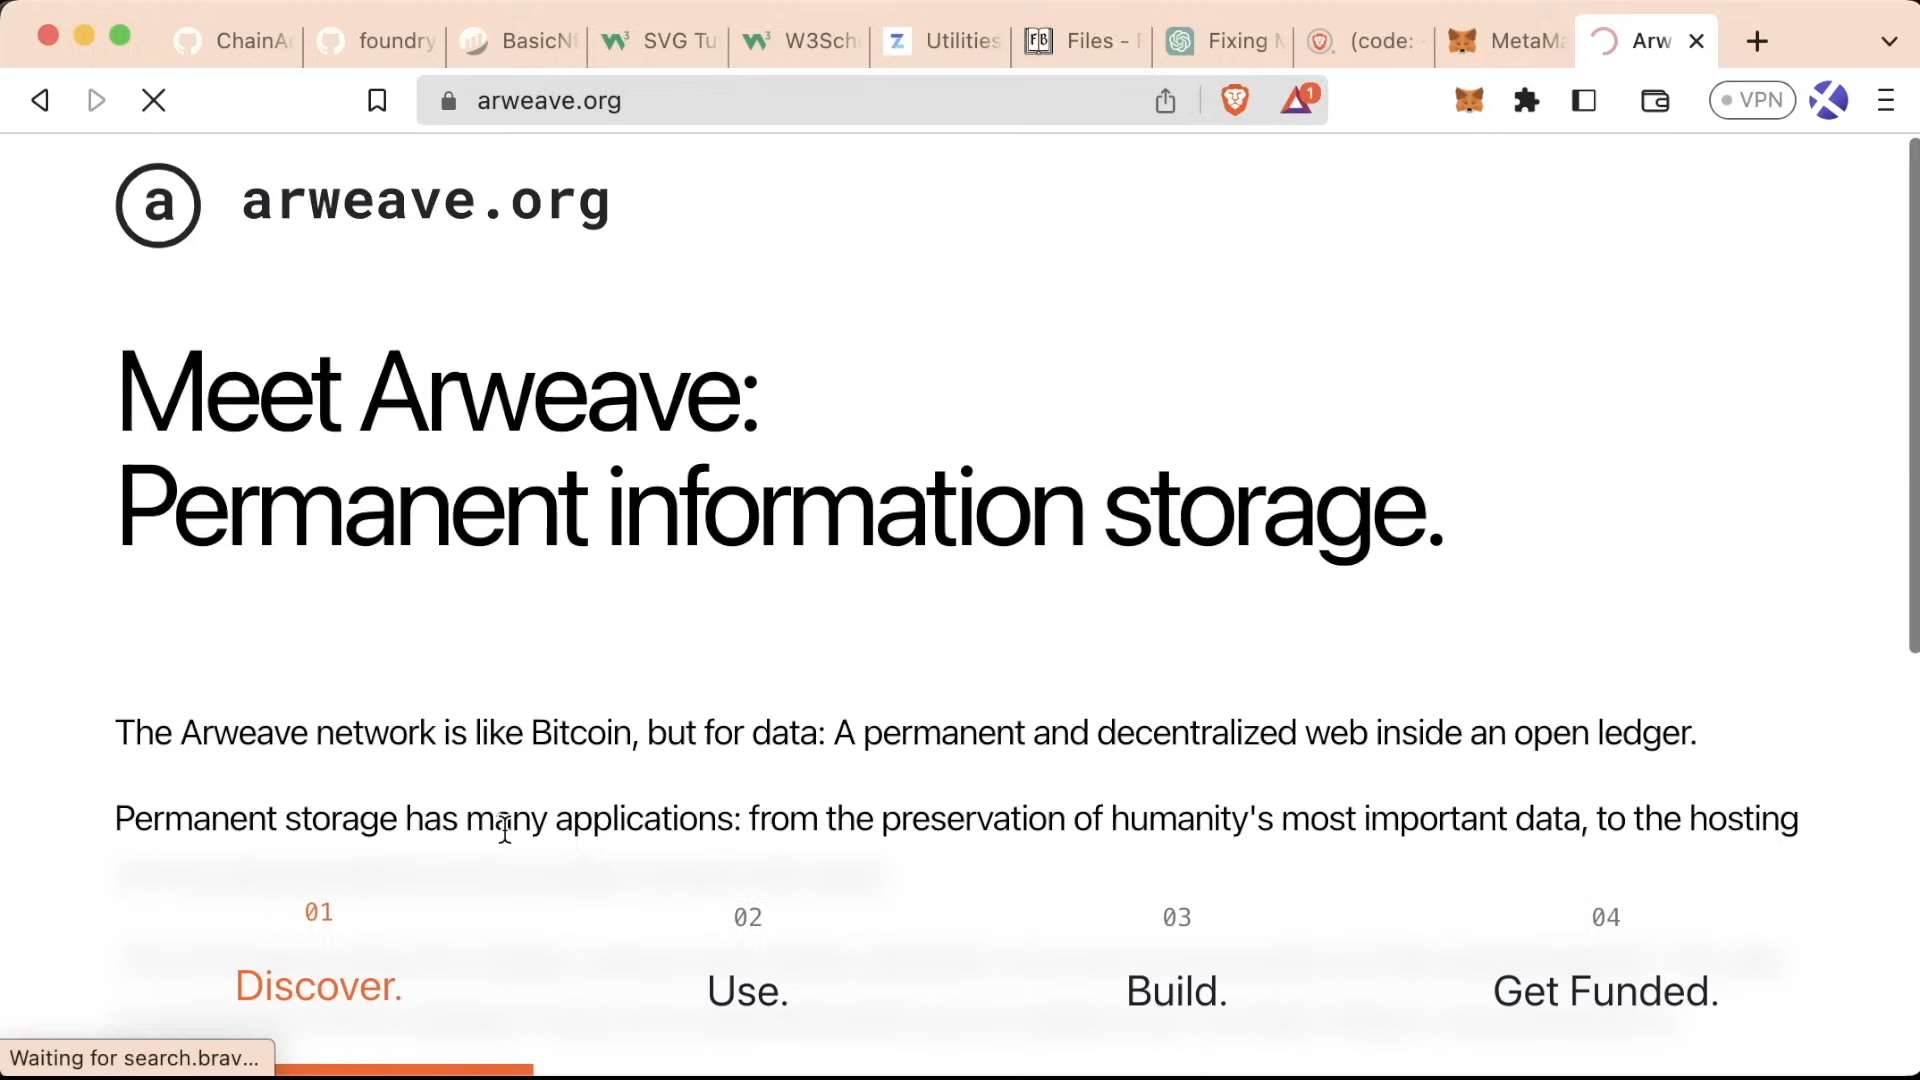 ChainA
foundry
BasicNf
SVG Tu
W3Sch
Utilities
Files -
Fixing
(code: 
MetaMa
Arw
arweave.org
1
VPN
a arweave.org
Meet Arweave:
Permanent information storage.
The Arweave network is like Bitcoin, but for data: A permanent and decentralized web inside an open ledger.
Permanent storage has many applications: from the preservation of humanity's most important data, to the hosting
01
02
03
04
Discover.
Use.
Build.
Get Funded.
Waiting for search.brav...